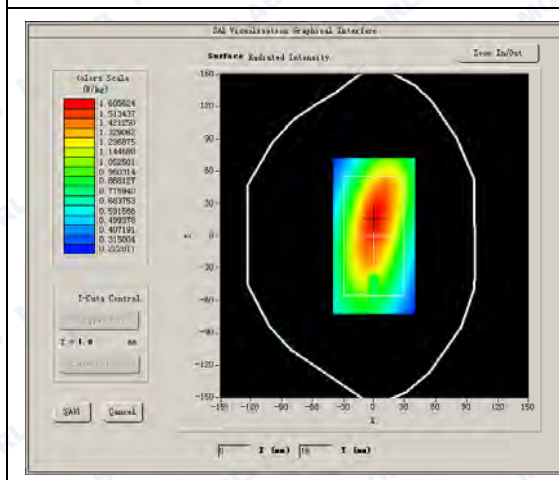 SAR Visualisation Graphical Interface
Surface Radiated Intensity
Zoom In/Out
Colors Scale
(W/kg)
1.605624
1.513437
1.421250
1.329062
1.236875
1.144688
1.052501
0.960314
0.868127
0.775940
0.683753
0.591566
0.499378
0.407191
0.315004
0.222817
150
120
90
60
30
0
-30
-60
-90
-120
-150
-150 -120 -90 -60 -30 0 30 60 90 120 150
X
Z-Cuts Control
Z = 1.0 mm
SAVE
Cancel
0 X (mm) 16 Y (mm)